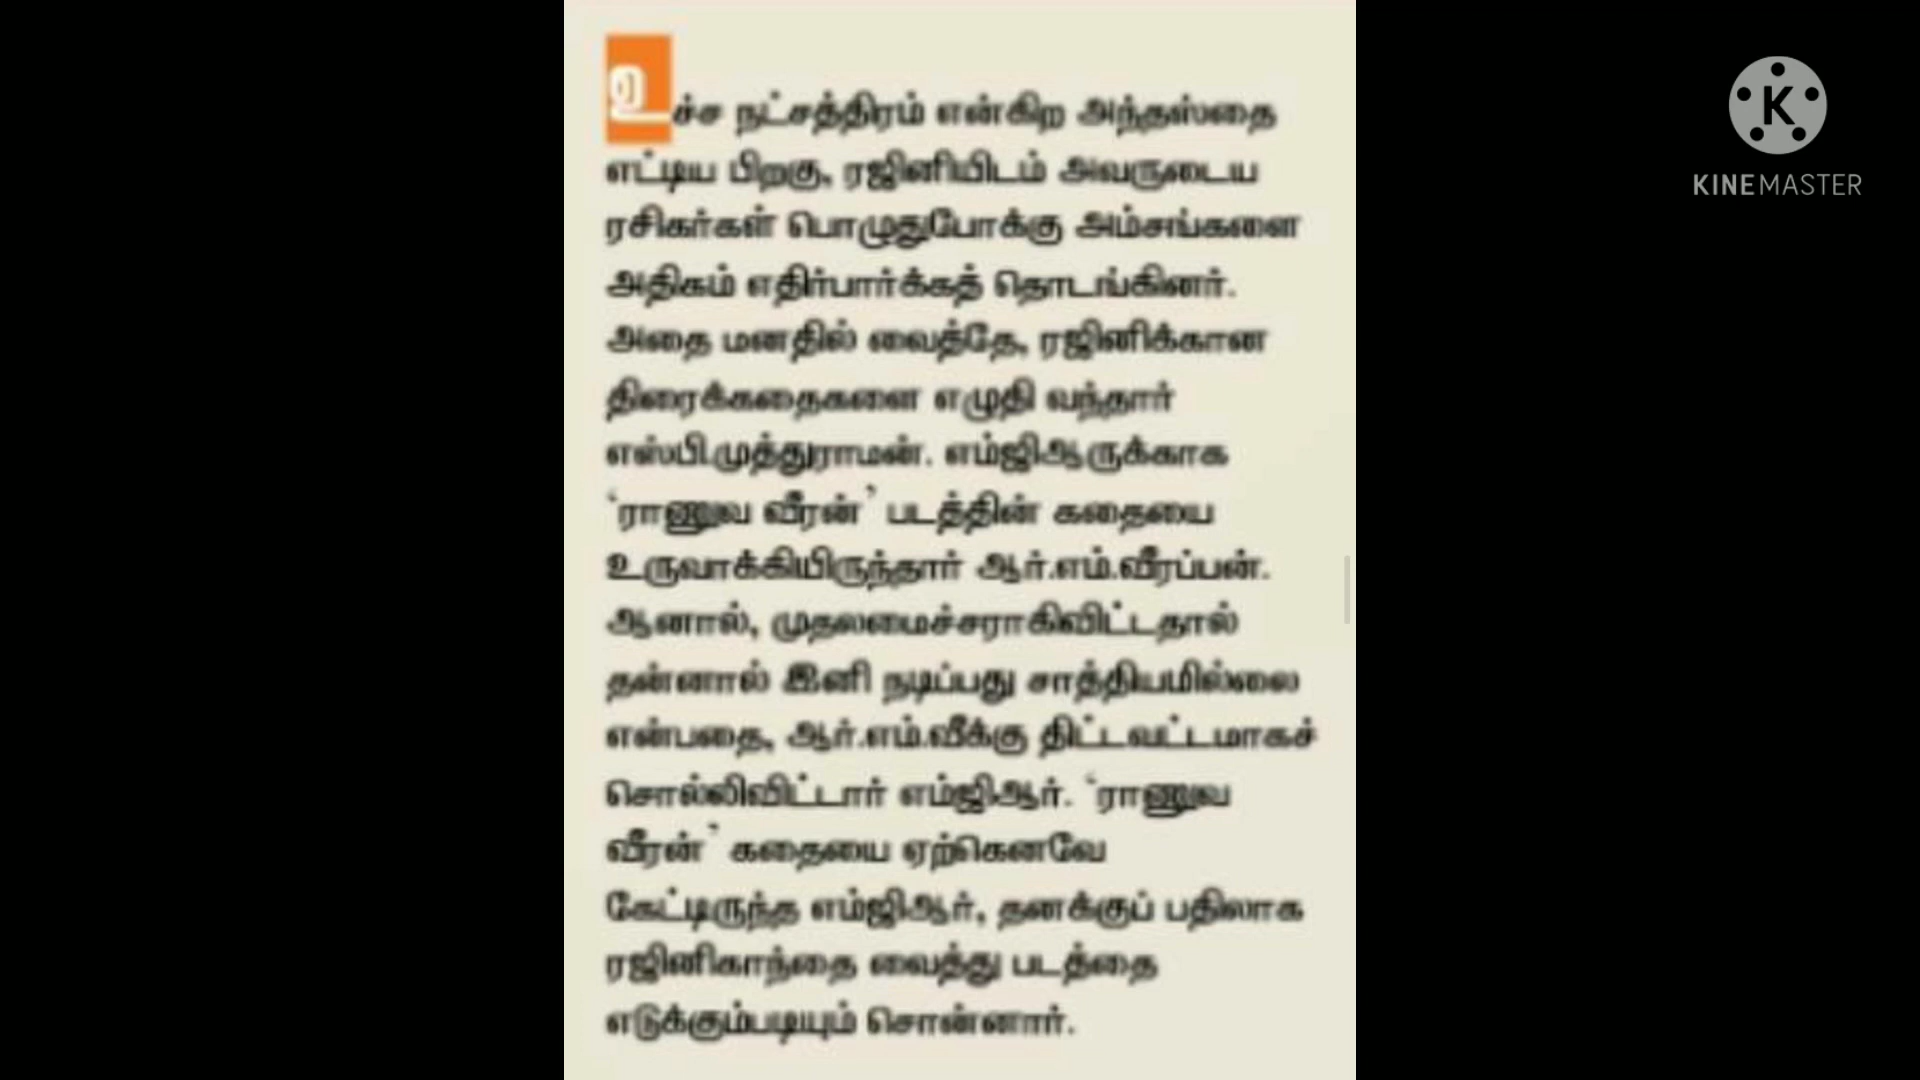 உச்ச நட்சத்திரம் என்கிற அந்தஸ்தை
எட்டிய பிறகு, ரஜினியிடம் அவருடைய
ரசிகர்கள் பொழுதுபோக்கு அம்சங்களை
அதிகம் எதிர்பார்க்கத் தொடங்கினர்.
அதை மனதில் வைத்தே, ரஜினிக்கான
திரைக்கதைகளை எழுதி வந்தார்
எஸ்பி.முத்துராமன். எம்ஜிஆருக்காக
‘ராணுவ வீரன்’ படத்தின் கதையை
உருவாக்கியிருந்தார் ஆர்.எம்.வீரப்பன்.
ஆனால், முதலமைச்சராகிவிட்டதால்
தன்னால் இனி நடிப்பது சாத்தியமில்லை
என்பதை, ஆர்.எம்.வீக்கு திட்டவட்டமாகச்
சொல்லிவிட்டார் எம்ஜிஆர். ‘ராணுவ
வீரன்’ கதையை ஏற்கெனவே
கேட்டிருந்த எம்ஜிஆர், தனக்குப் பதிலாக
ரஜினிகாந்தை வைத்து படத்தை
எடுக்கும்படியும் சொன்னார்.
K
KINEMASTER